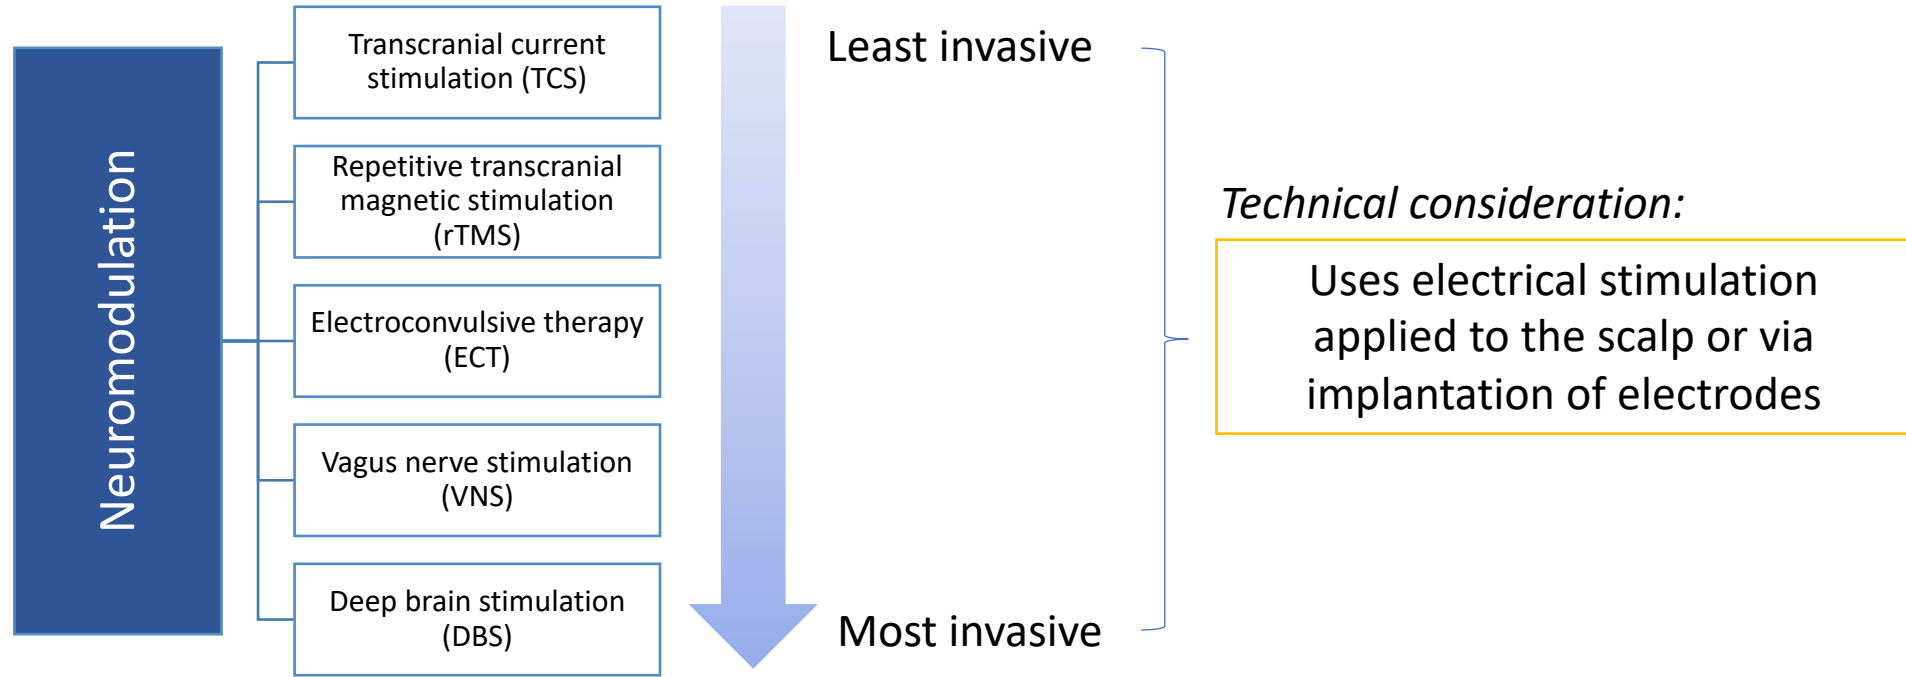 Neuromodulation
Transcranial current
stimulation (TCS)
Repetitive transcranial
magnetic stimulation
(rTMS)
Electroconvulsive therapy
(ECT)
Vagus nerve stimulation
(VNS)
Deep brain stimulation
(DBS)
Least invasive
Most invasive
Technical consideration:
Uses electrical stimulation
applied to the scalp or via
implantation of electrodes